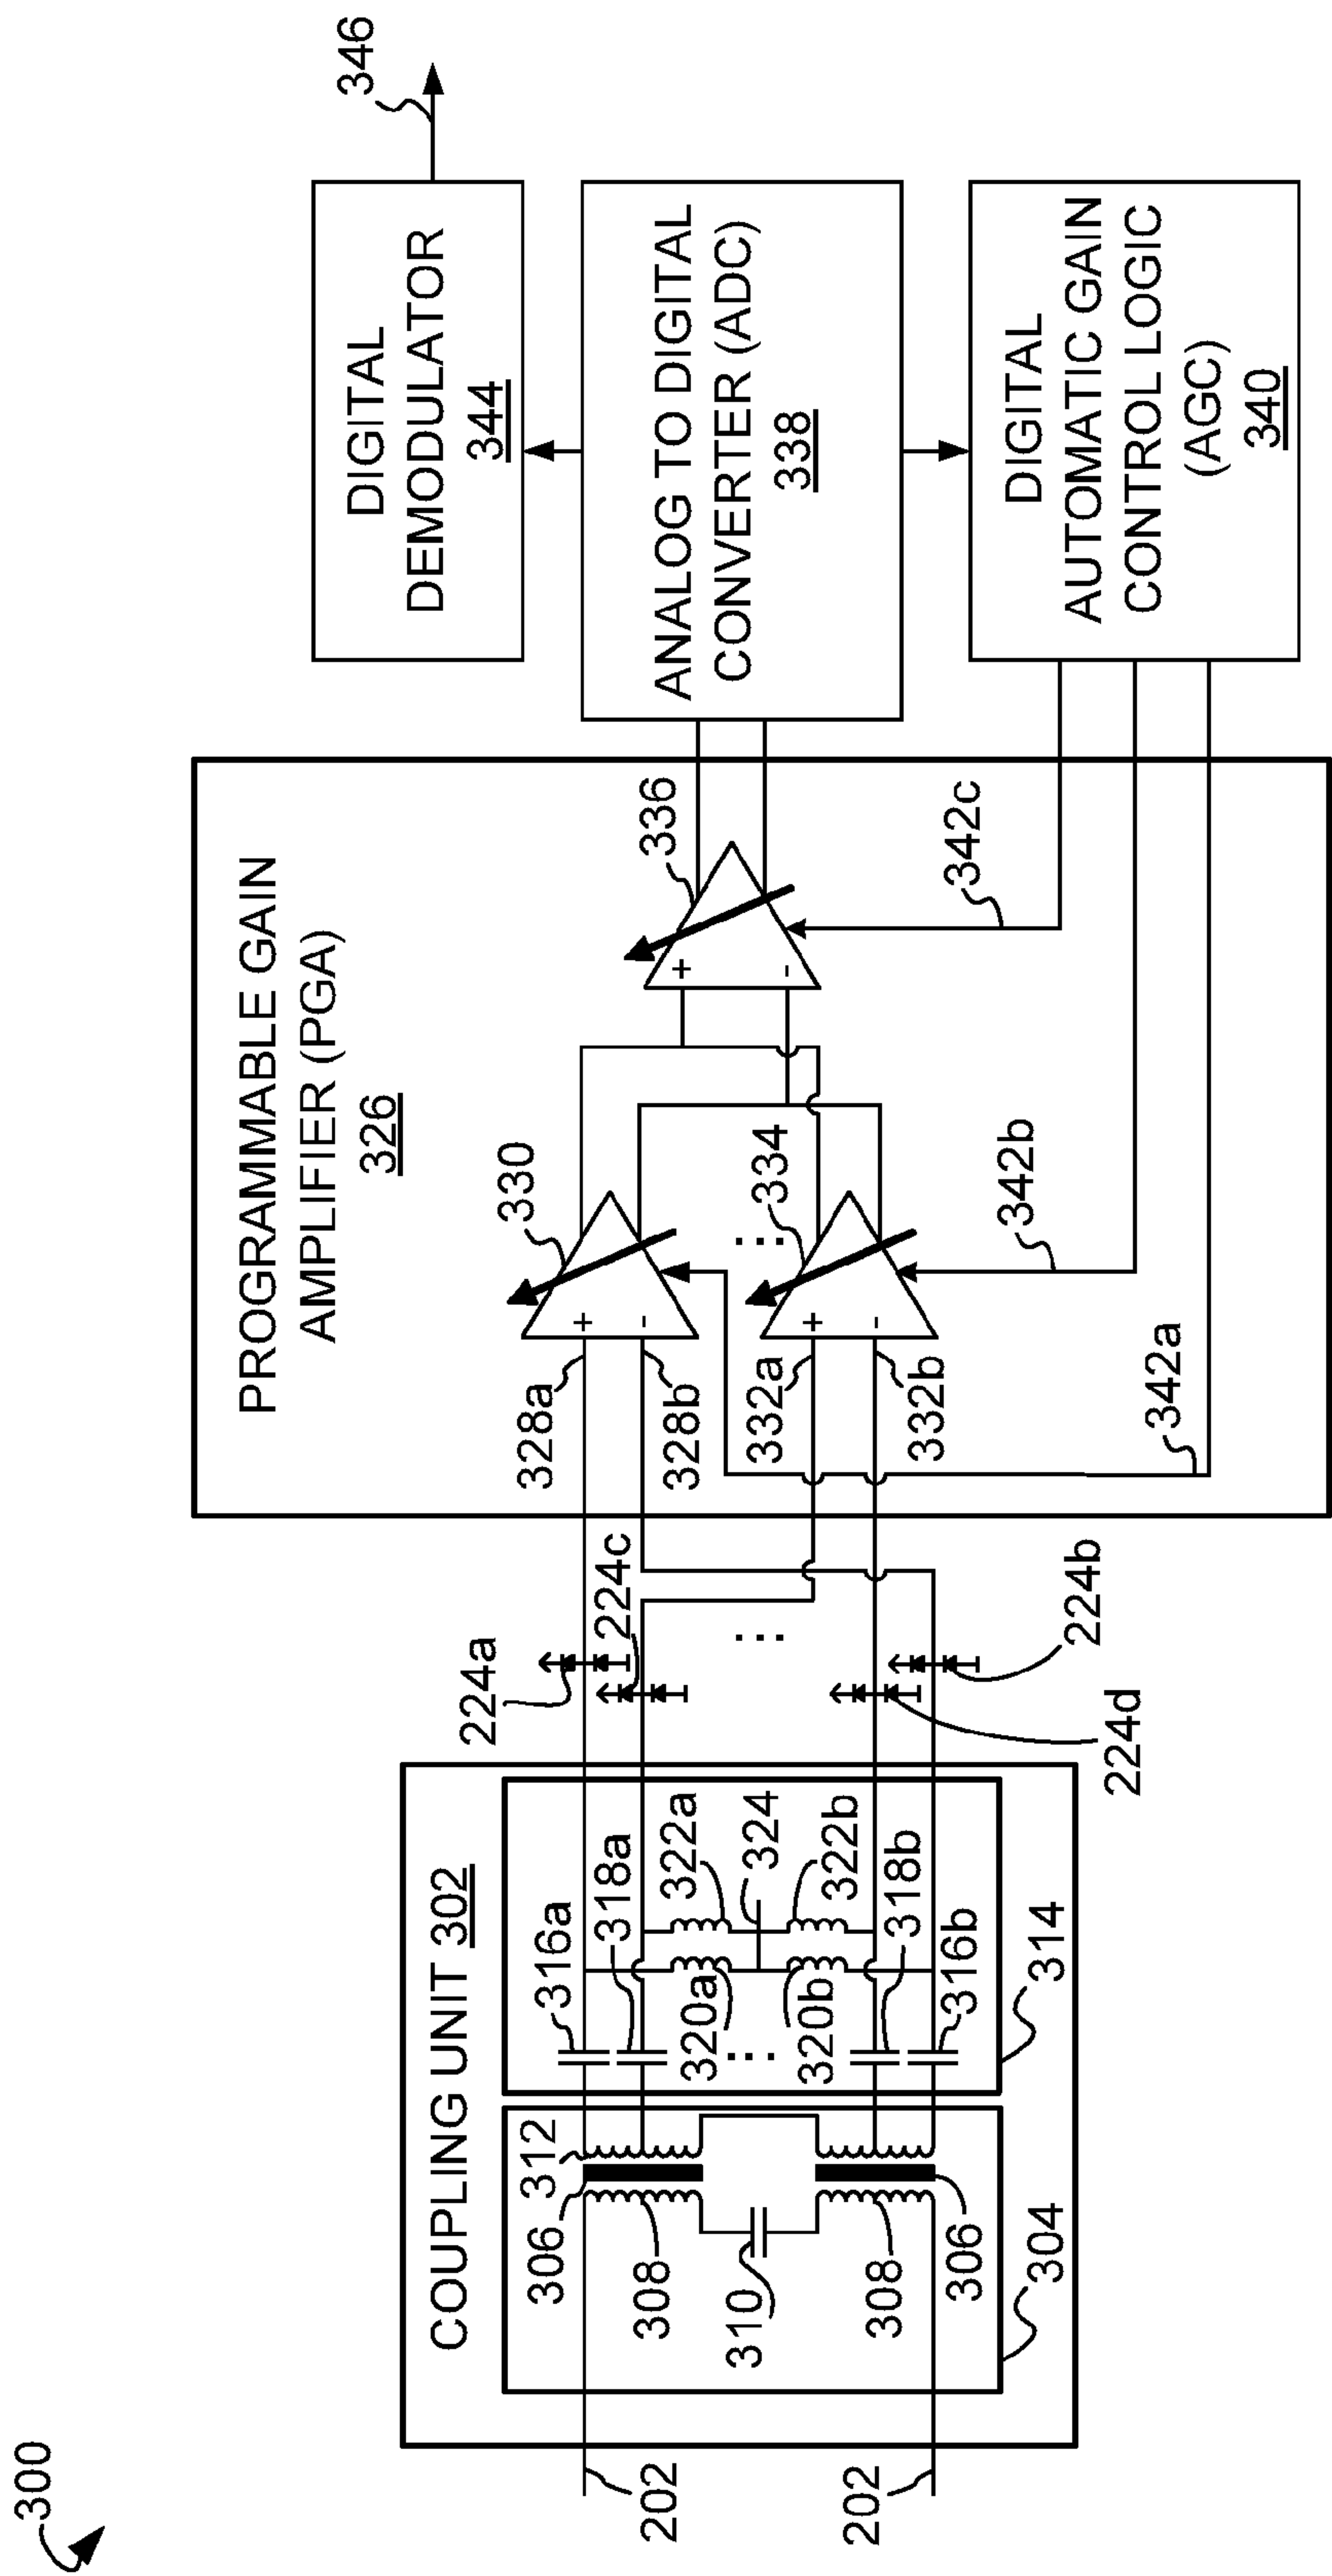 300
COUPLING UNIT 302
202
202
306
312
308
310
308
306
304
316a
318a
320a
322a
324
320b
322b
318b
316b
314
...
224a
224c
224d
224b
...
PROGRAMMABLE GAIN
AMPLIFIER (PGA)
326
328a
328b
332a
332b
+
-
+
-
330
334
...
+
-
336
342a
342b
342c
DIGITAL
DEMODULATOR
344
346
ANALOG TO DIGITAL
CONVERTER (ADC)
338
DIGITAL
AUTOMATIC GAIN
CONTROL LOGIC
(AGC)
340